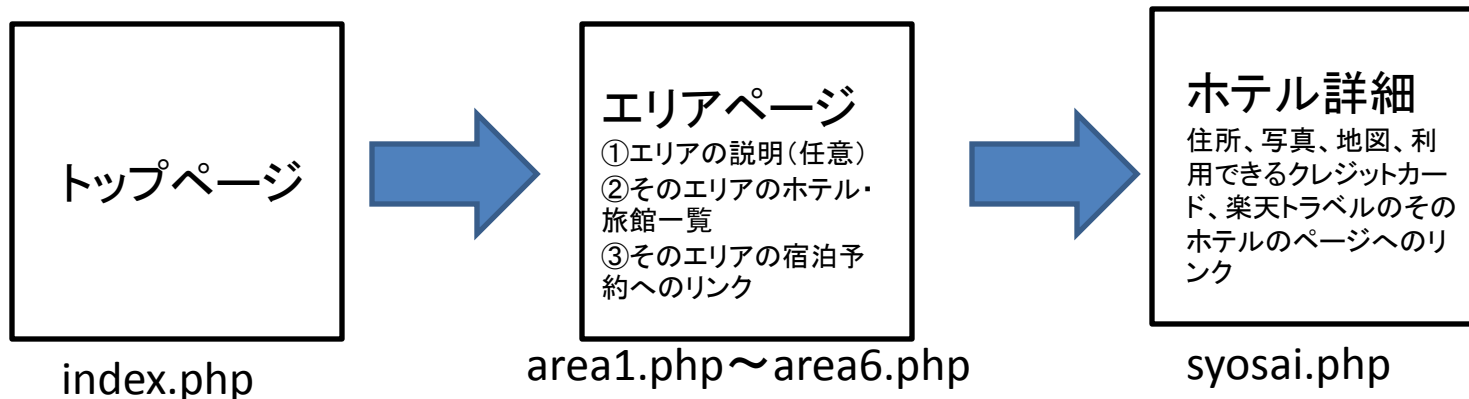 トップページ
index.php
エリアページ
①エリアの説明(任意)
②そのエリアのホテル・
旅館一覧
③そのエリアの宿泊予
約へのリンク
area1.php~area6.php
ホテル詳細
住所、写真、地図、利
用できるクレジットカー
ド、楽天トラベルのその
ホテルのページへのリ
ンク
syosai.php